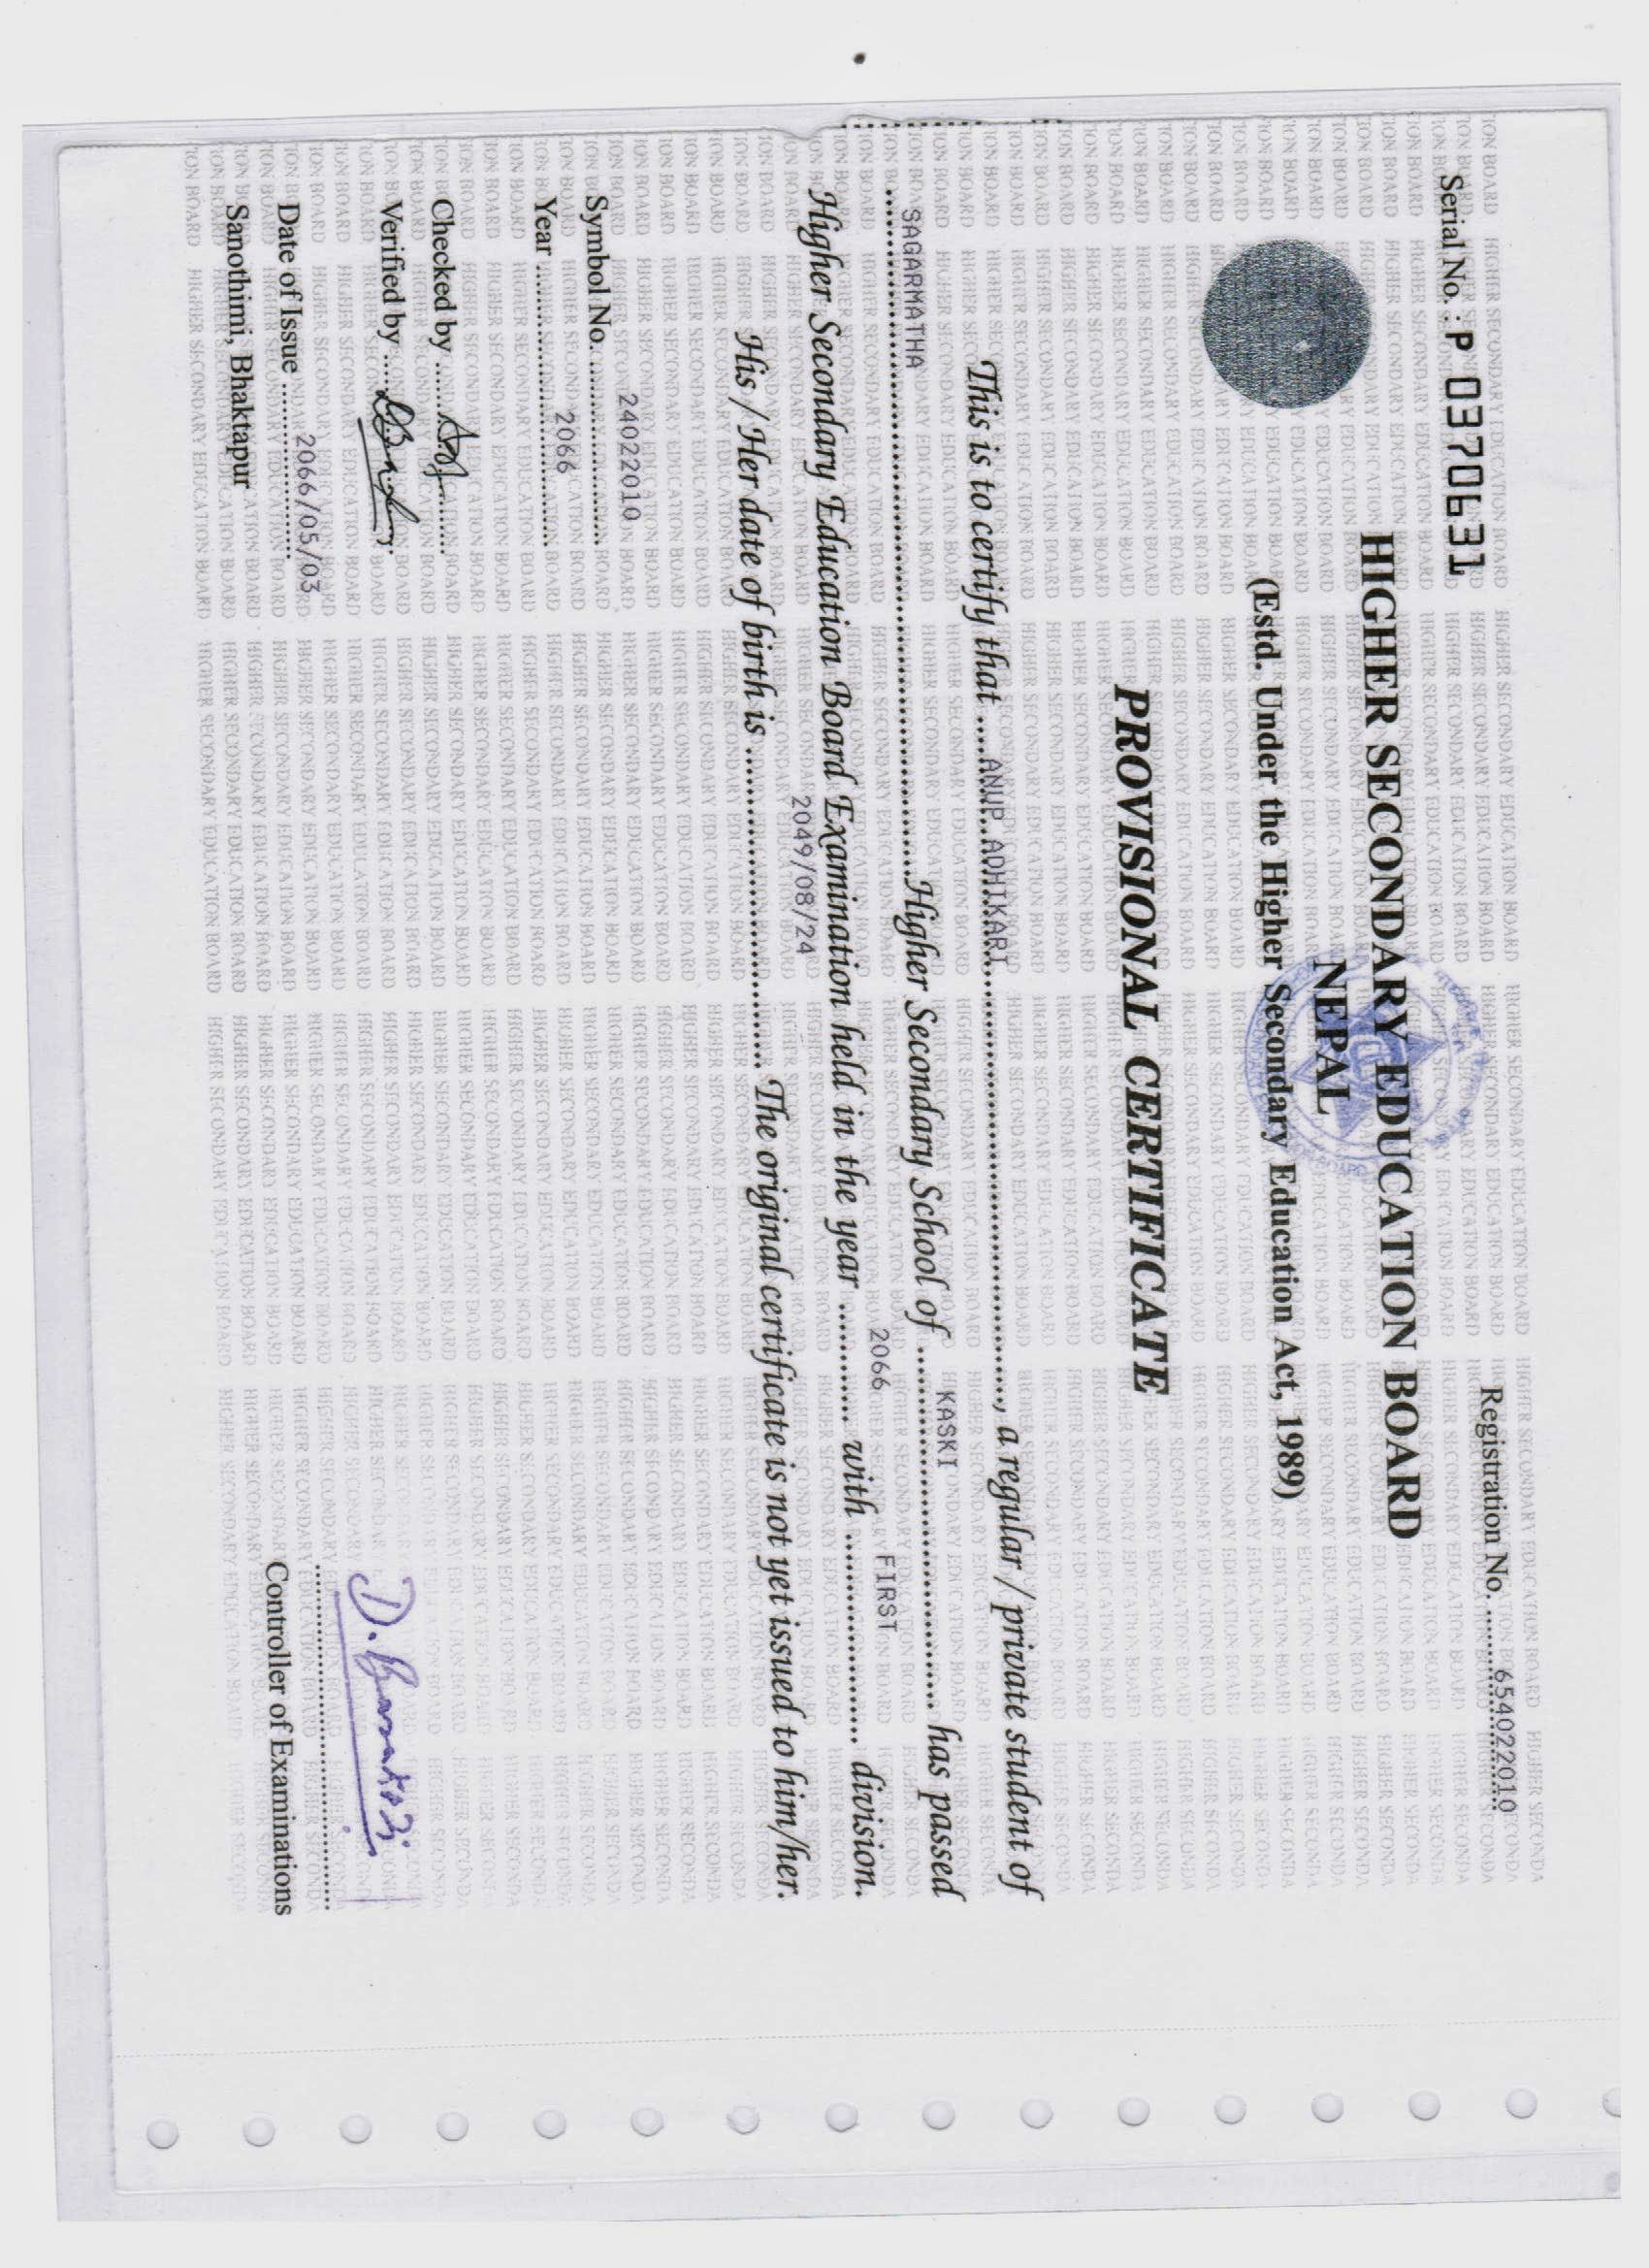 Serial No. : P 0370631
Registration No. ........654022010
HIGHER SECONDARY EDUCATION BOARD
NEPAL
(Estd. Under the Higher Secondary Education Act, 1989)
PROVISIONAL CERTIFICATE
This is to certify that ....ANUP ADHIKARI........................, a regular / private student of
SAGARMATHA ........................Higher Secondary School of ........KASKI........ has passed
Higher Secondary Education Board Examination held in the year ....2066.... with ....FIRST.... division.
His / Her date of birth is ........2049/08/24........ The original certificate is not yet issued to him/her.
Symbol No. ........24022010
Year ........2066
Checked by ........
Verified by ........
Date of Issue ........2066/05/03
Sanothimi, Bhaktapur
Controller of Examinations